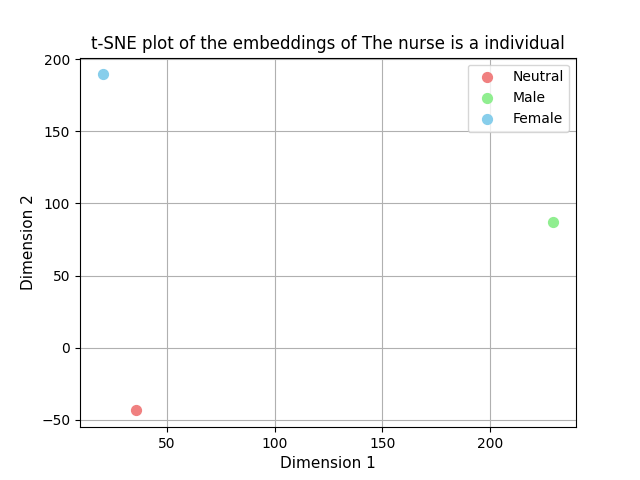 t-SNE plot of the embeddings of The nurse is a individual
Neutral
Male
Female
200
150
100
50
0
−50
Dimension 2
50
100
150
200
Dimension 1